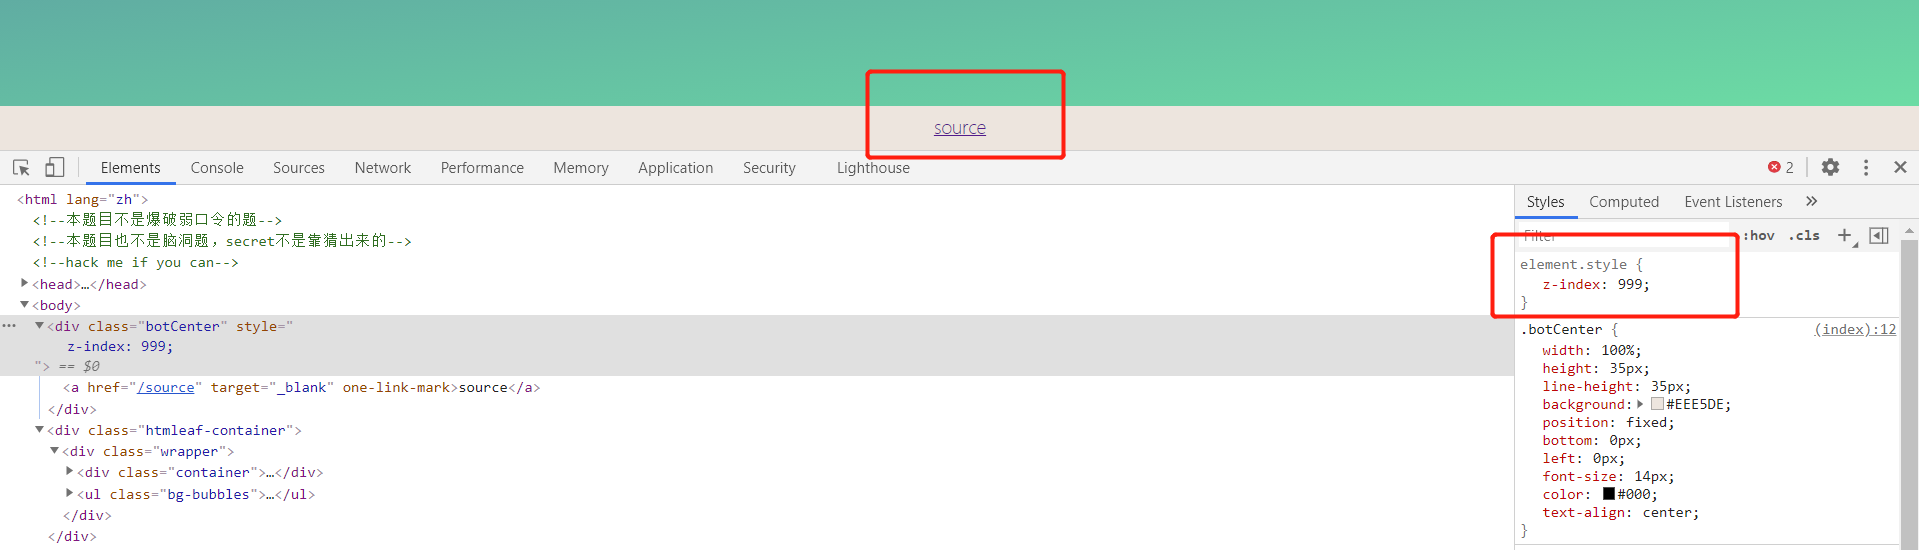 source
Elements Console Sources Network Performance Memory Application Security Lighthouse 2
<html lang="zh">
<!--本题目不是爆破弱口令的题-->
<!--本题目也不是脑洞题，secret不是靠猜出来的-->
<!--hack me if you can-->
<head>…</head>
<body>
<div class="botCenter" style="
z-index: 999;
"> == $0
<a href="/source" target="_blank" one-link-mark>source</a>
</div>
<div class="htmleaf-container">
<div class="wrapper">
<div class="container">…</div>
<ul class="bg-bubbles">…</ul>
</div>
</div>
Styles Computed Event Listeners »
Filter :hov .cls +
element.style {
z-index: 999;
}
.botCenter { (index):12
width: 100%;
height: 35px;
line-height: 35px;
background: #EEE5DE;
position: fixed;
bottom: 0px;
left: 0px;
font-size: 14px;
color: #000;
text-align: center;
}